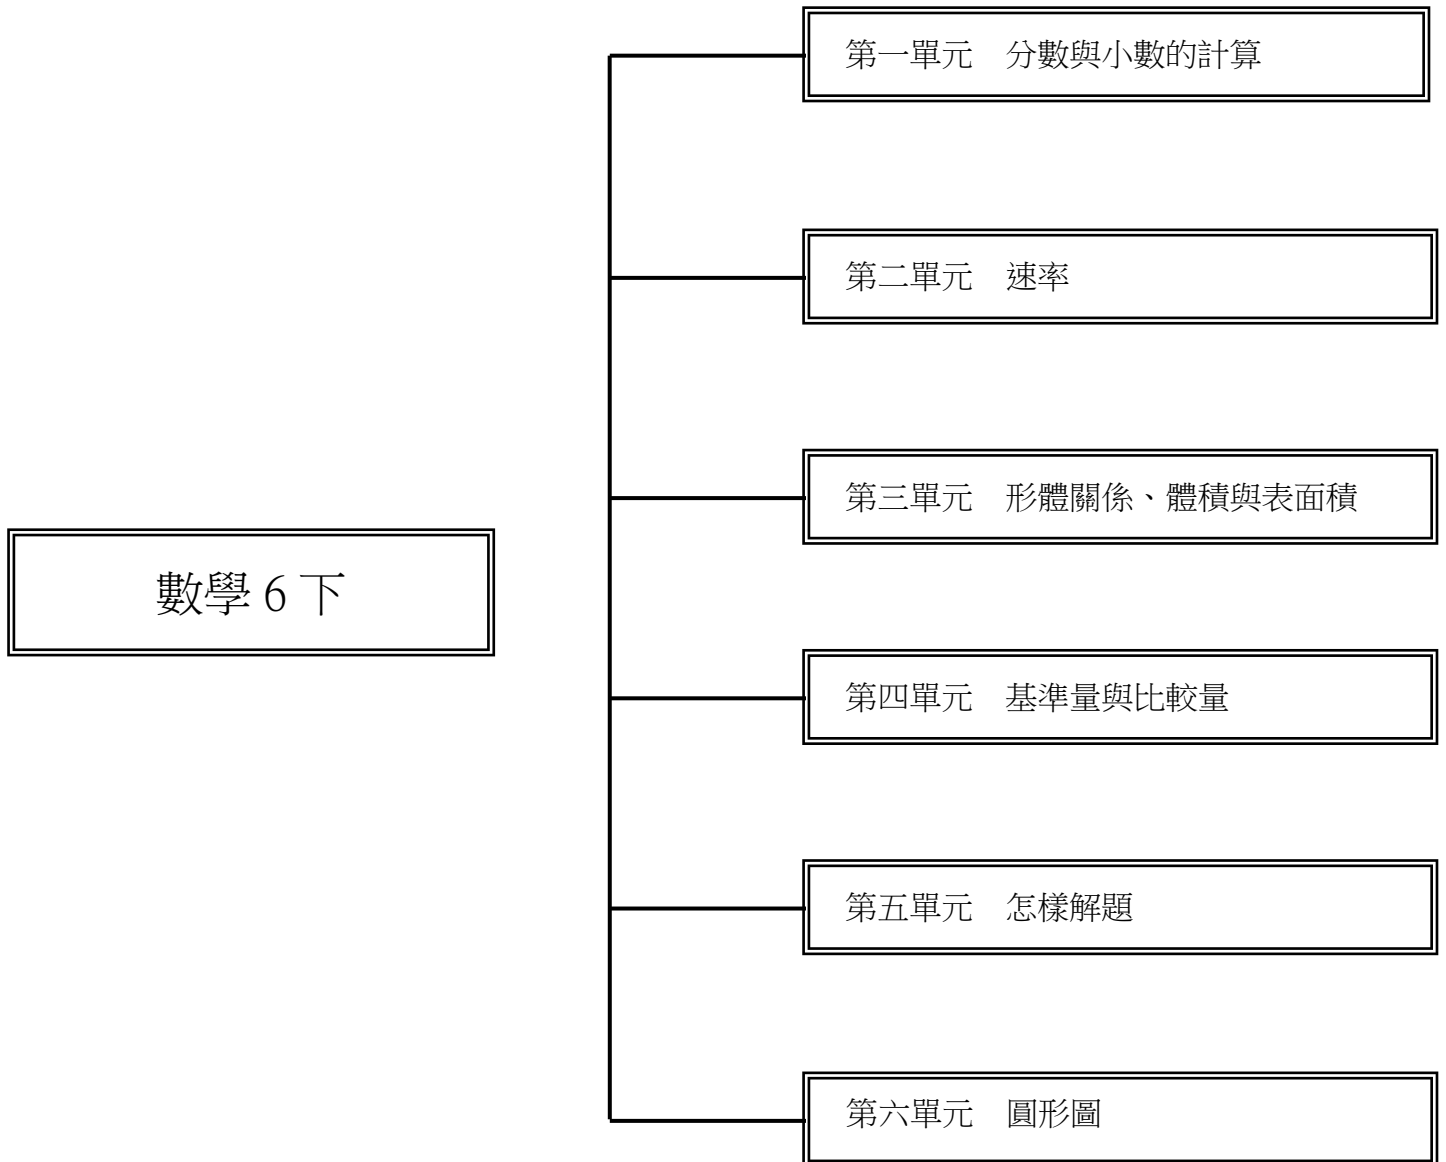 第一單元　分數與小數的計算
第二單元　速率
第三單元　形體關係、體積與表面積
數學 6 下
第四單元　基準量與比較量
第五單元　怎樣解題
第六單元　圓形圖